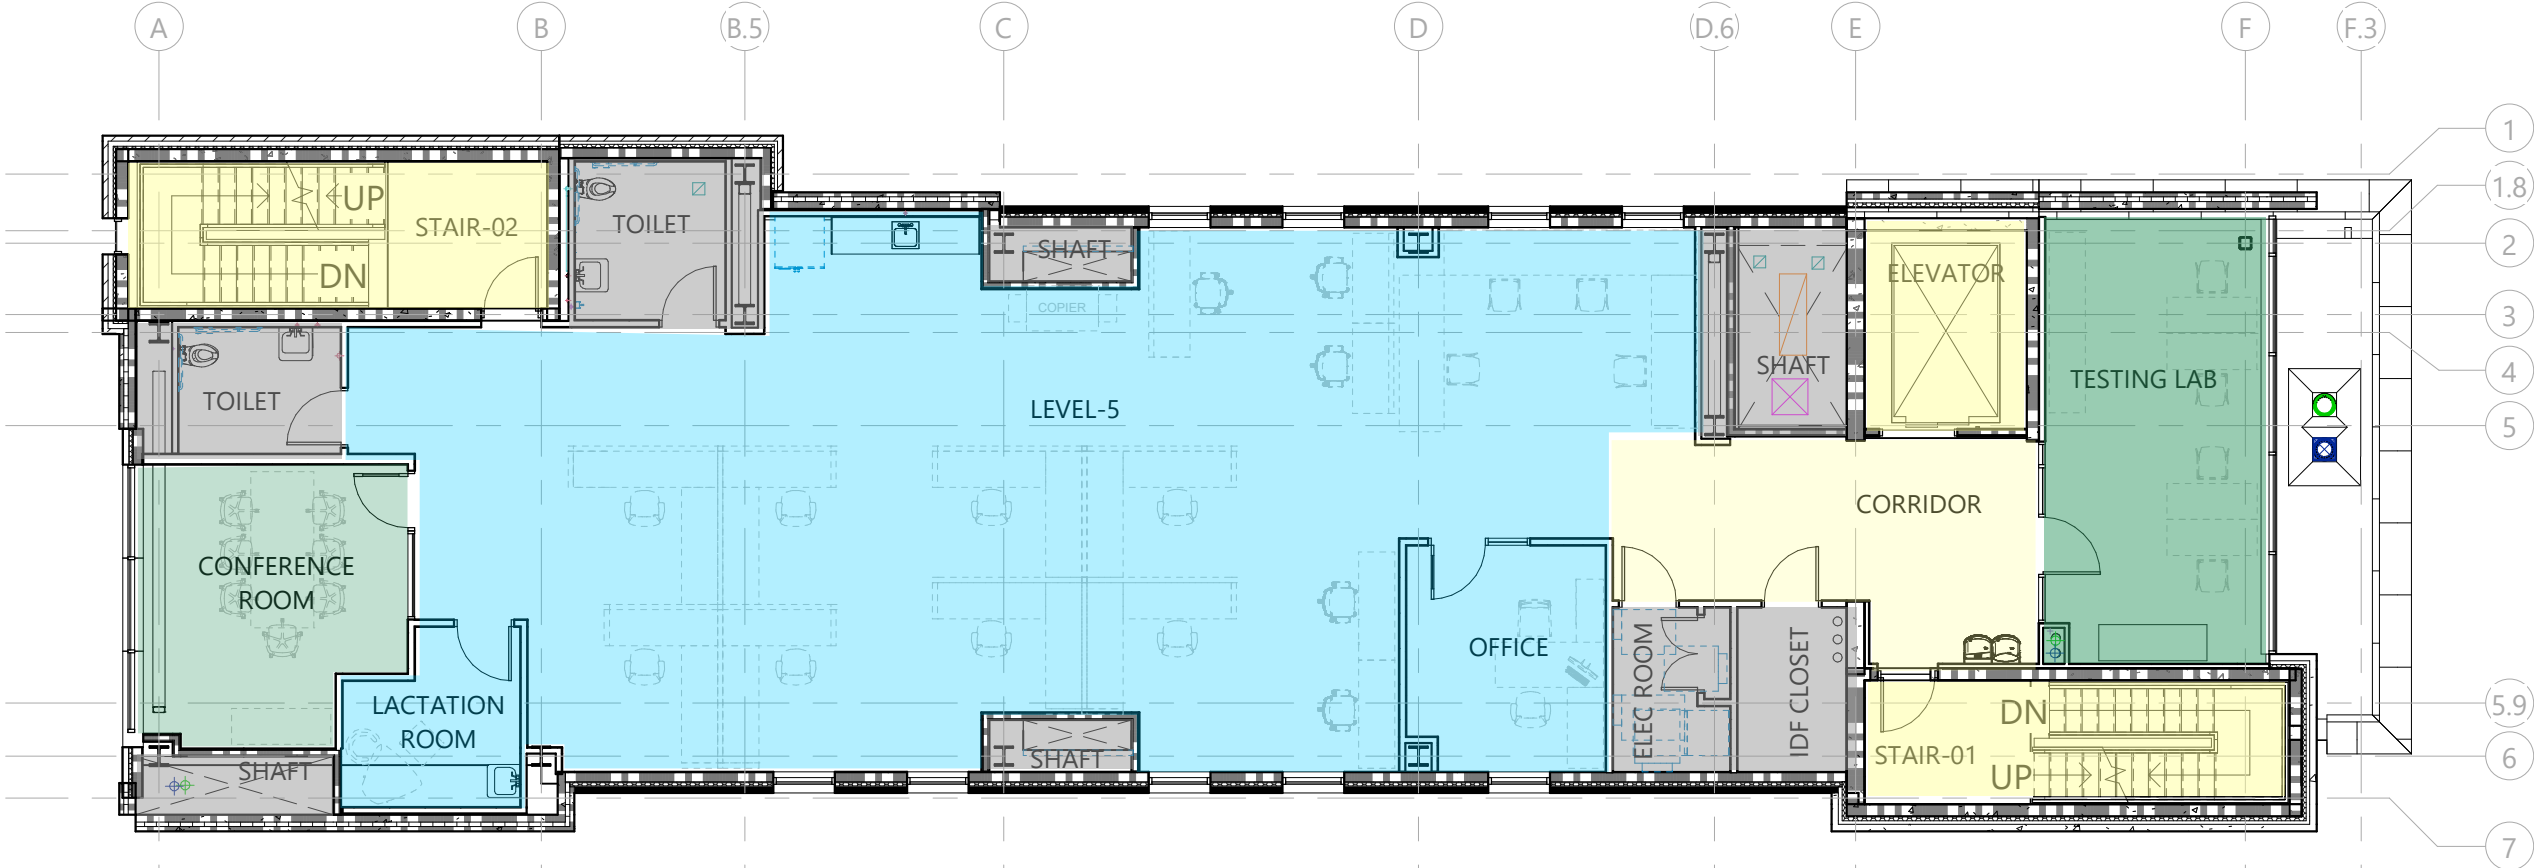 A
B
B.5
C
D
D.6
E
F
F.3
1
1.8
2
3
4
5
5.9
6
7
UP
STAIR-02
DN
TOILET
SHAFT
COPIER
ELEVATOR
SHAFT
TESTING LAB
TOILET
LEVEL-5
CORRIDOR
CONFERENCE
ROOM
OFFICE
ELEC ROOM
IDF CLOSET
LACTATION
ROOM
SHAFT
SHAFT
DN
STAIR-01
UP